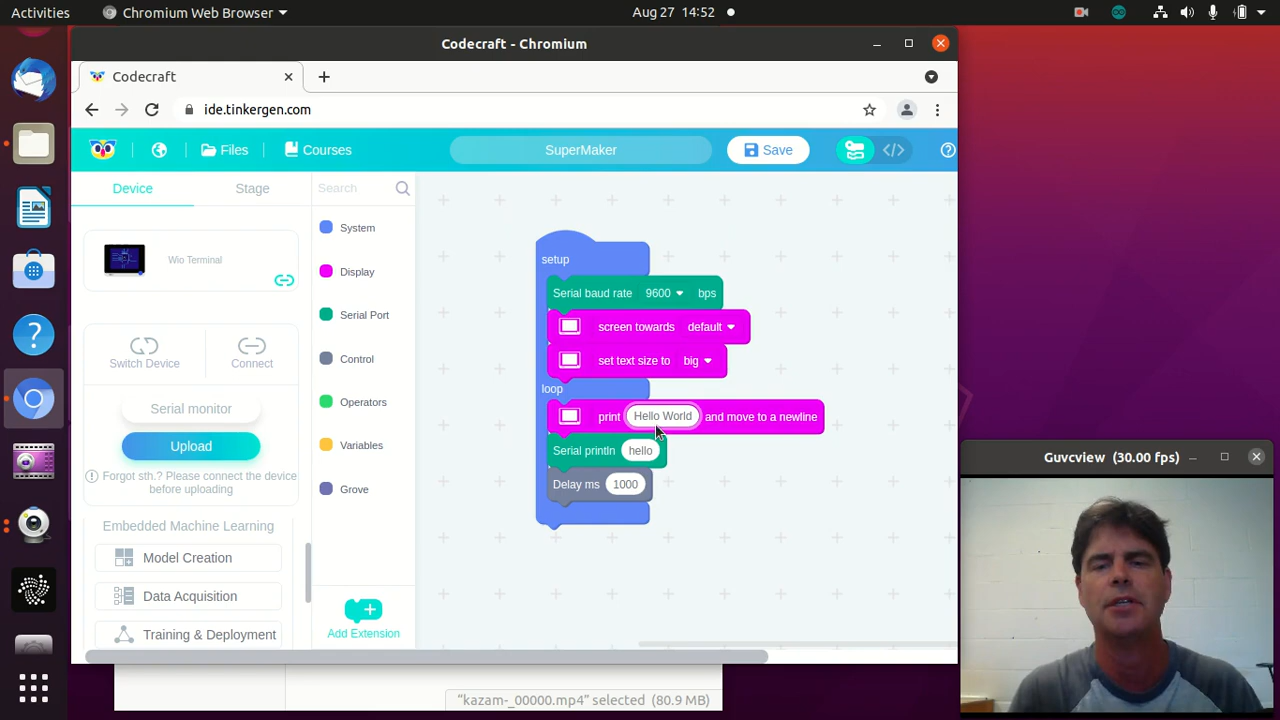 Activities
Chromium Web Browser
Aug 27 14:52
Codecraft - Chromium
Codecraft
ide.tinkergen.com
Files
Courses
SuperMaker
Save
</>
?
Device
Stage
Search
Wio Terminal
Switch Device
Connect
Serial monitor
Upload
Forgot sth.? Please connect the device
before uploading
Embedded Machine Learning
Model Creation
Data Acquisition
Training & Deployment
System
Display
Serial Port
Control
Operators
Variables
Grove
Add Extension
setup
Serial baud rate 9600 bps
screen towards default
set text size to big
loop
print Hello World and move to a newline
Serial println hello
Delay ms 1000
Guvcview (30.00 fps)
"kazam-_00000.mp4" selected (80.9 MB)